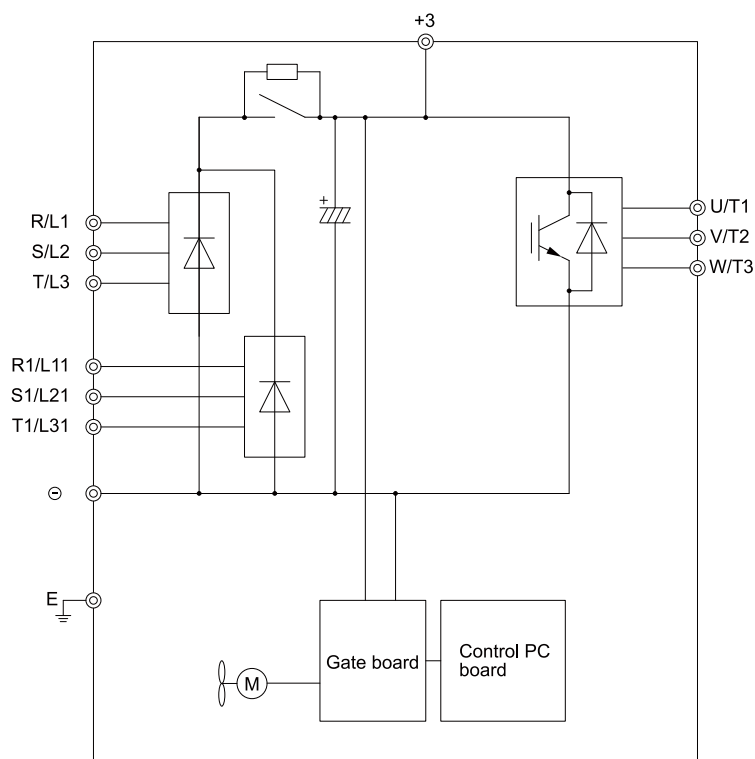 +3
R/L1
S/L2
T/L3
U/T1
V/T2
W/T3
R1/L11
S1/L21
T1/L31
+
⊖
E
Gate board
Control PC
board
M